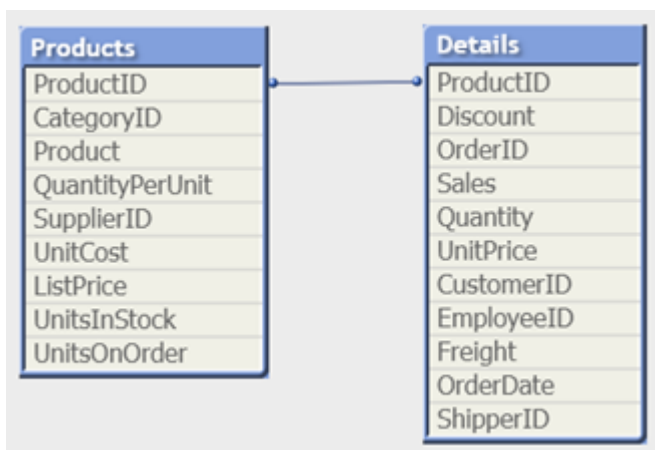 Products
ProductID
CategoryID
Product
QuantityPerUnit
SupplierID
UnitCost
ListPrice
UnitsInStock
UnitsOnOrder
Details
ProductID
Discount
OrderID
Sales
Quantity
UnitPrice
CustomerID
EmployeeID
Freight
OrderDate
ShipperID